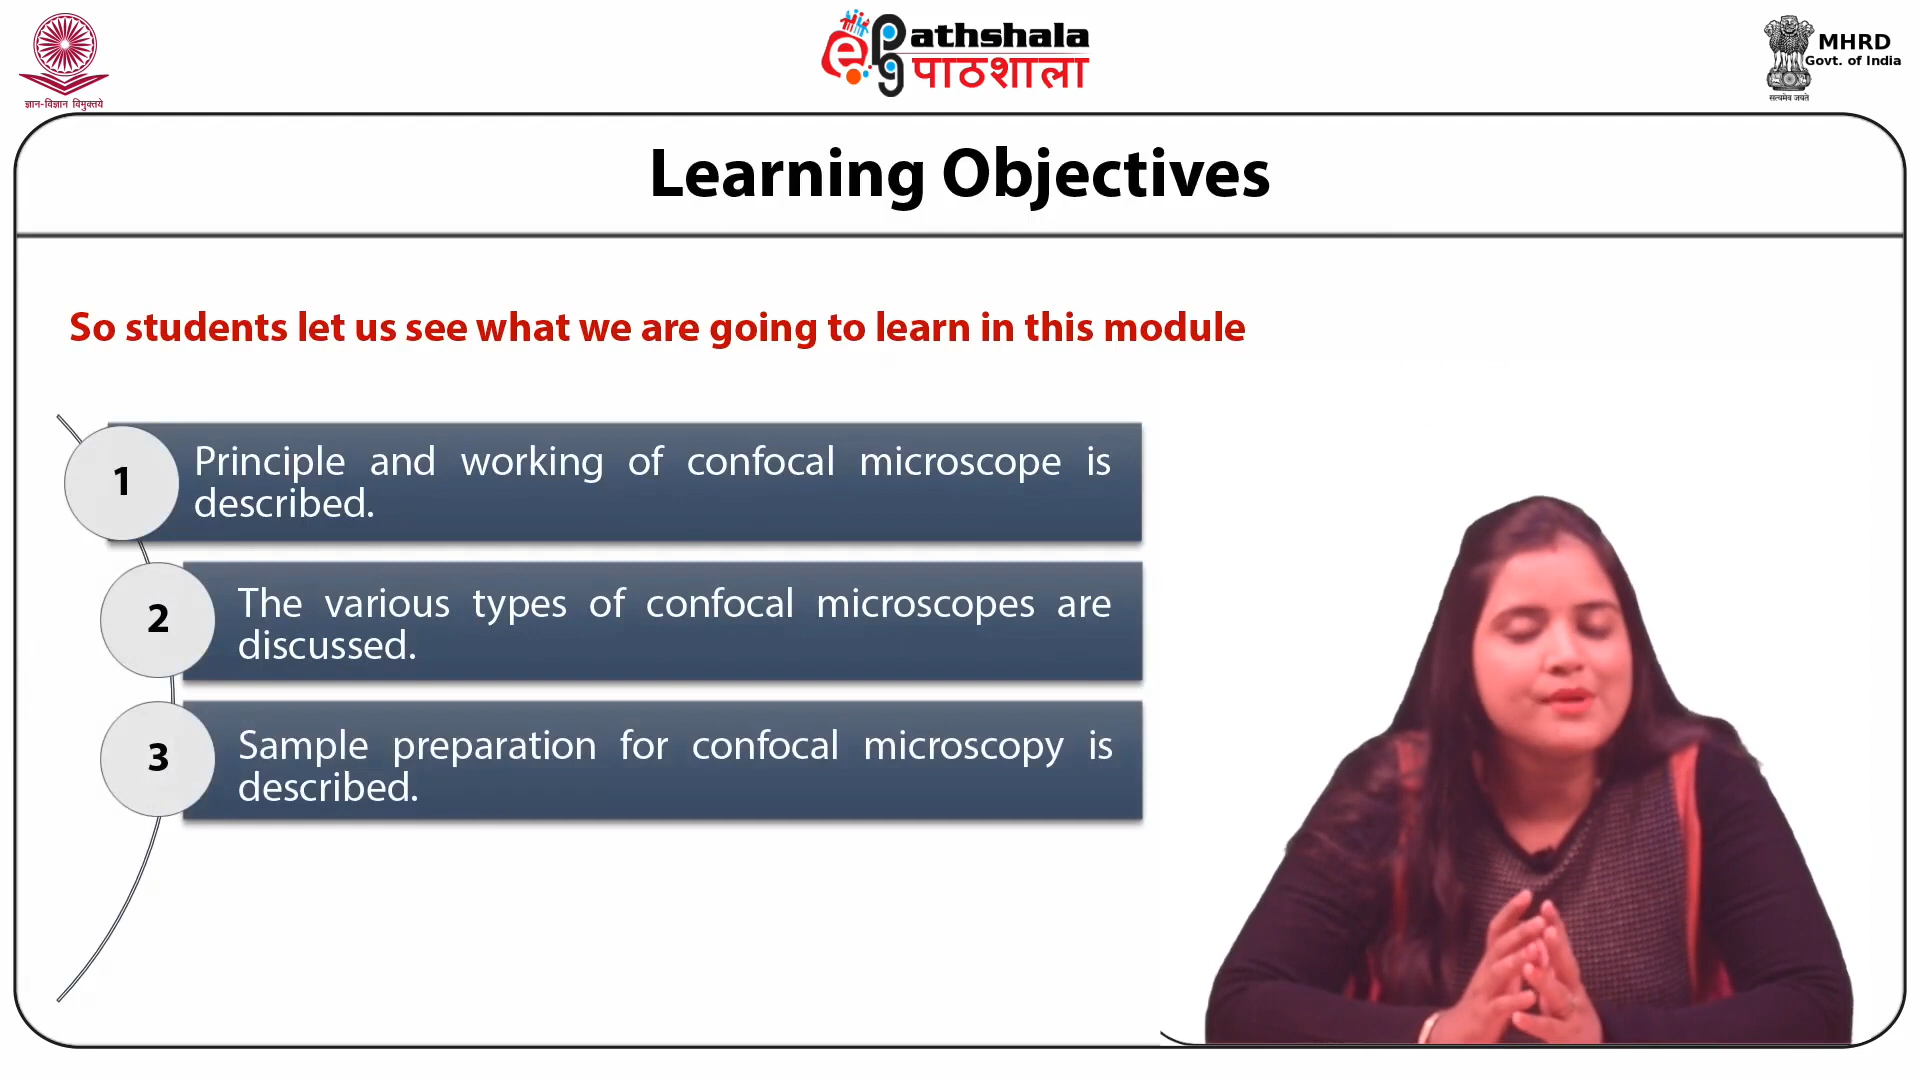 ज्ञान-विज्ञान विमुक्तये
e PG athshala
पाठशाला
MHRD
Govt. of India
सत्यमेव जयते
Learning Objectives
So students let us see what we are going to learn in this module
1
Principle and working of confocal microscope is
described.
2
The various types of confocal microscopes are
discussed.
3
Sample preparation for confocal microscopy is
described.